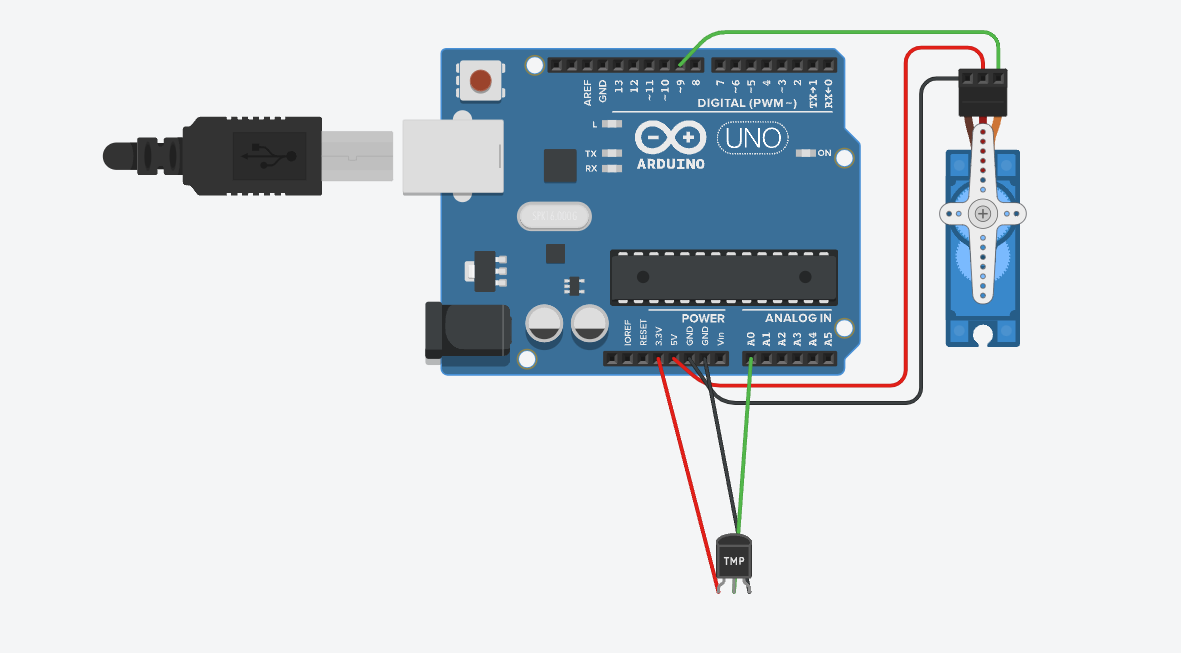 AREF
GND
13
12
~11
~10
~9
8
7
~6
~5
4
~3
2
TX→1
RX←0
DIGITAL (PWM~)
L
TX
RX
UNO
ARDUINO
ON
POWER
ANALOG IN
IOREF
RESET
3.3V
5V
GND
GND
Vin
A0
A1
A2
A3
A4
A5
TMP